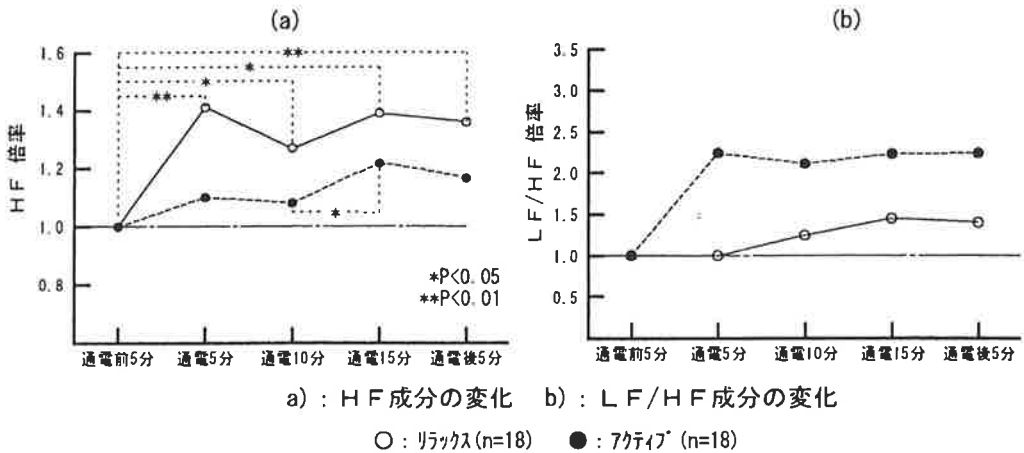 (a)
HF 倍率
1.6
1.4
1.2
1.0
0.8
**
*
*
**
*
*P<0.05
**P<0.01
通電前5分 通電5分 通電10分 通電15分 通電後5分
(b)
LF/HF 倍率
3.5
3.0
2.5
2.0
1.5
1.0
0.5
通電前5分 通電5分 通電10分 通電15分 通電後5分
a) : HF成分の変化 b) : LF/HF成分の変化
○ : リラックス(n=18) ● : アクティブ(n=18)